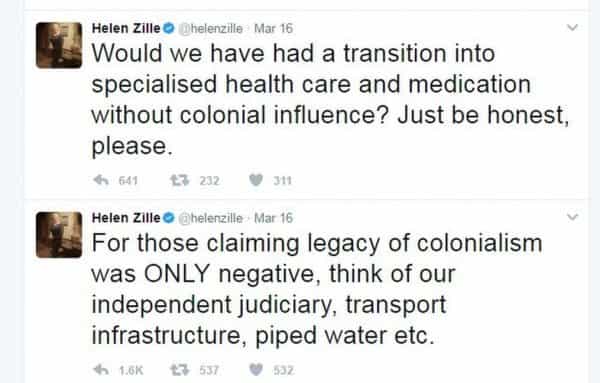 Helen Zille @helenzille · Mar 16
Would we have had a transition into
specialised health care and medication
without colonial influence? Just be honest,
please.
641 232 311
Helen Zille @helenzille · Mar 16
For those claiming legacy of colonialism
was ONLY negative, think of our
independent judiciary, transport
infrastructure, piped water etc.
1.6K 537 532